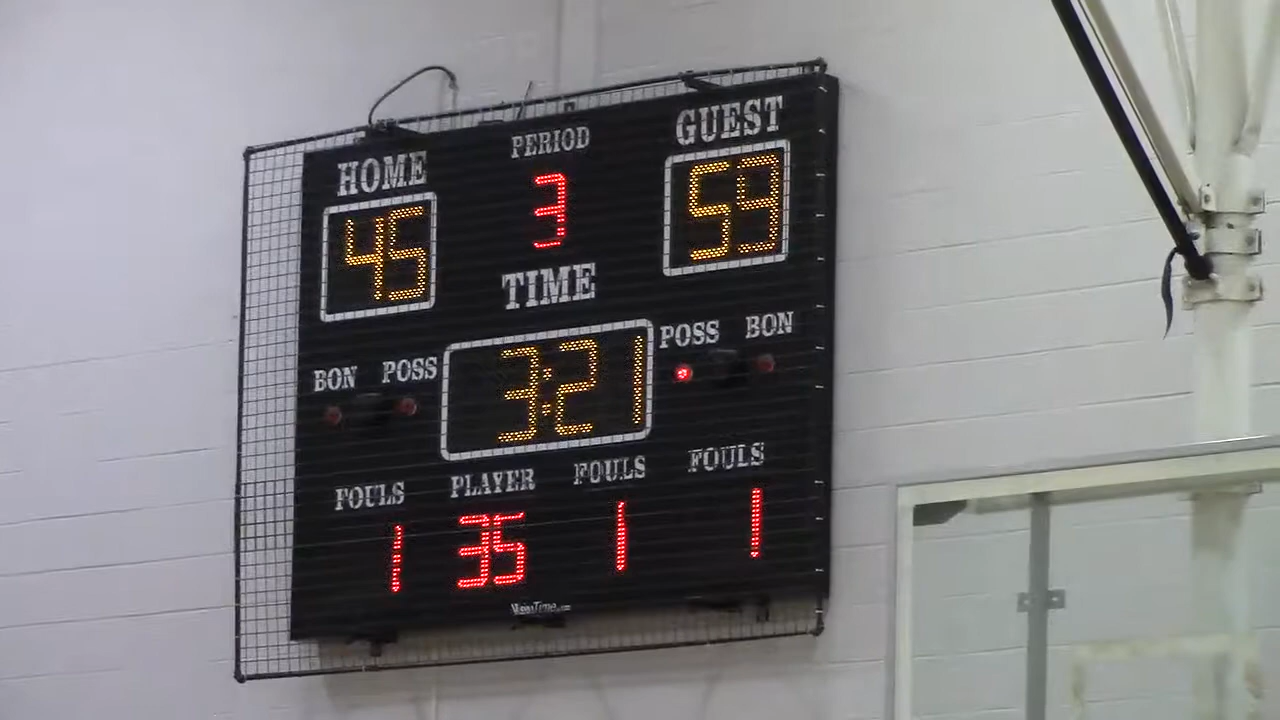 HOME PERIOD GUEST
45 3 59
TIME
BON POSS 3:21 POSS BON
FOULS PLAYER FOULS FOULS
1 35 1 1